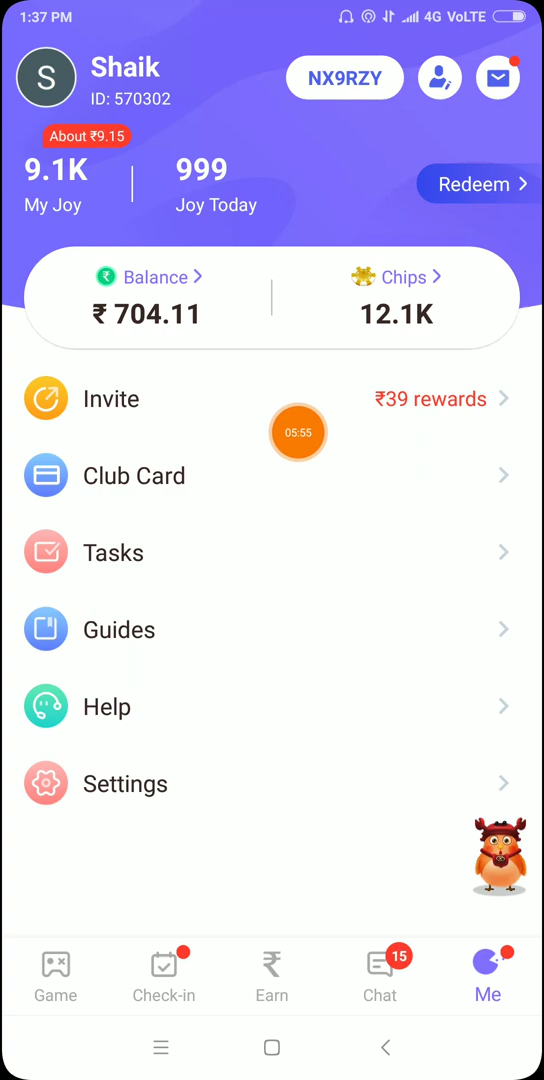 1:37 PM
4G VoLTE
S
Shaik
ID: 570302
NX9RZY
About ₹9.15
9.1K
My Joy
999
Joy Today
Redeem
₹ Balance
₹ 704.11
Chips
12.1K
Invite
₹39 rewards
05:55
Club Card
Tasks
Guides
Help
Settings
Game
Check-in
₹
Earn
15
Chat
Me